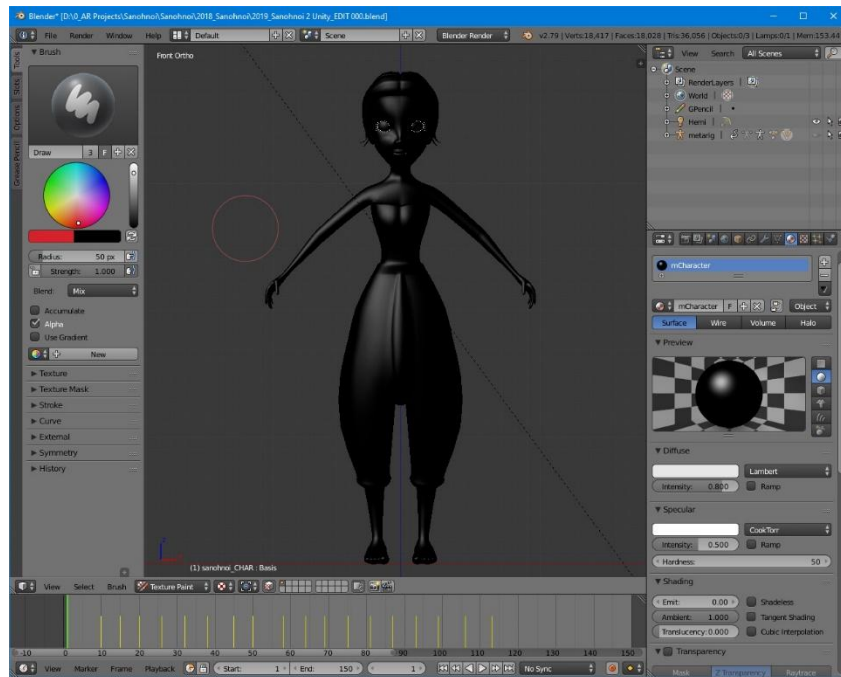 Blender* [D:\0_AR Projects\Sanohnoi\Sanohnoi\2018_Sanohnoi\2019_Sanohnoi 2 Unity_EDIT 000.blend]
File Render Window Help Default Scene Blender Render v2.79 | Verts:18,417 | Faces:18,028 | Tris:36,056 | Objects:0/3 | Lamps:0/1 | Mem:153.44
Tools
Slots
Options
Grease Pencil
Brush
Draw 3 F
Radius: 50 px
Strength: 1.000
Blend: Mix
Accumulate
Alpha
Use Gradient
New
Texture
Texture Mask
Stroke
Curve
External
Symmetry
History
Front Ortho
(1) sanohnoi_CHAR : Basis
View Select Brush Texture Paint
-10 0 10 20 30 40 50 60 70 80 90 100 110 120 130 140 150
View Marker Frame Playback Start: 1 End: 150 1 No Sync
View Search All Scenes
Scene
RenderLayers
World
GPencil
Hemi
metarig
mCharacter
mCharacter F Object
Surface Wire Volume Halo
Preview
Diffuse
Lambert
Intensity: 0.800 Ramp
Specular
CookTorr
Intensity: 0.500 Ramp
Hardness: 50
Shading
Emit: 0.00 Shadeless
Ambient: 1.000 Tangent Shading
Translucency: 0.000 Cubic Interpolation
Transparency
Mask Z Transparency Raytrace